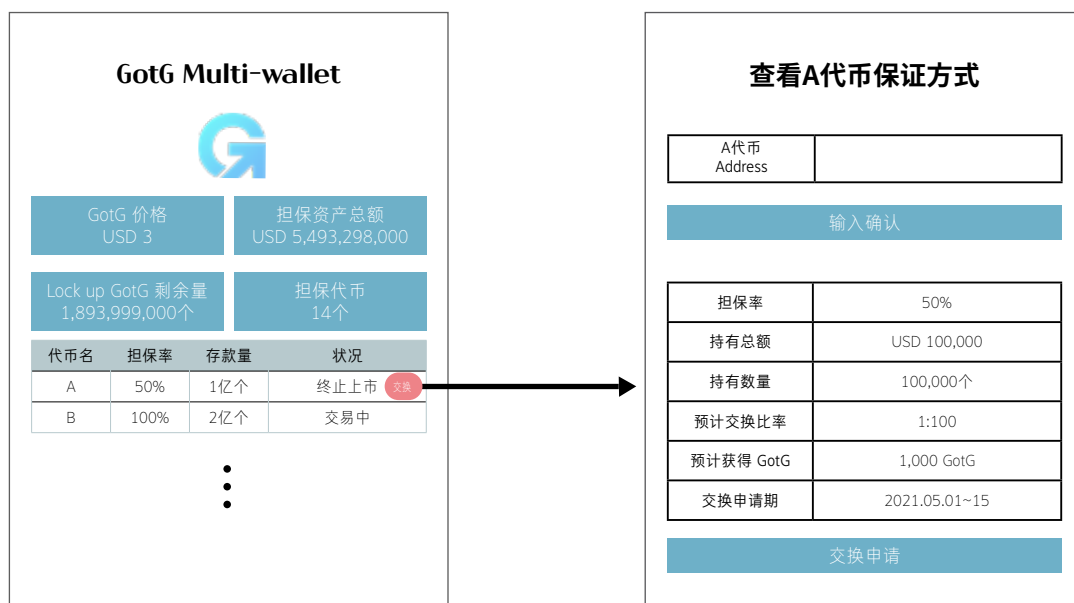 GotG Multi-wallet
GotG 价格
USD 3
担保资产总额
USD 5,493,298,000
Lock up GotG 剩余量
1,893,999,000个
担保代币
14个
代币名 担保率 存款量 状况
A 50% 1亿个 终止上市 交换
B 100% 2亿个 交易中
查看A代币保证方式
A代币
Address
输入确认
担保率 50%
持有总额 USD 100,000
持有数量 100,000个
预计交换比率 1:100
预计获得 GotG 1,000 GotG
交换申请期 2021.05.01~15
交换申请